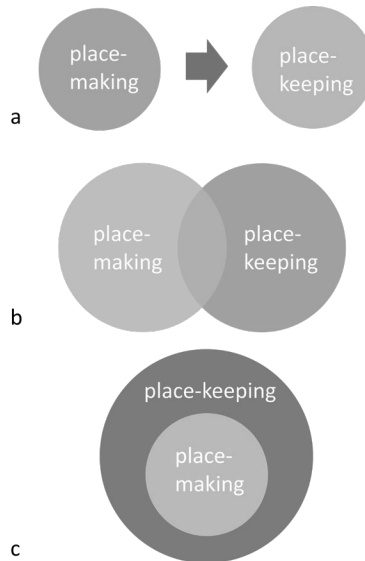 place-
making
place-
keeping
a
place-
making
place-
keeping
b
place-keeping
place-
making
c